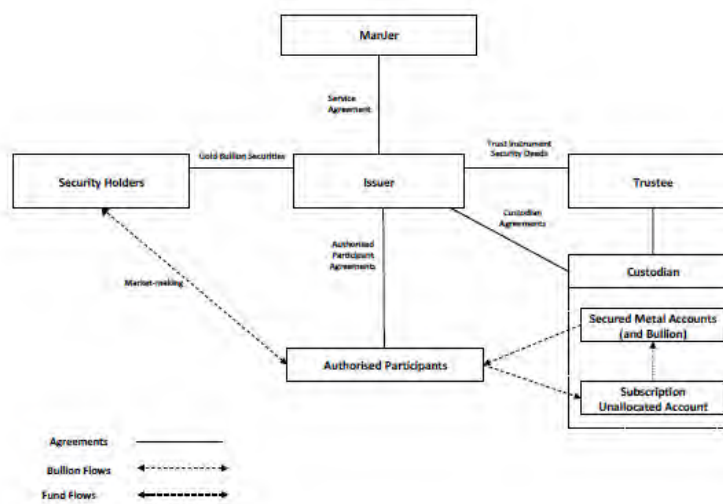 ManJer
Service
Agreement
Gold Bullion Securities
Trust Instrument
Security Deeds
Security Holders
Issuer
Trustee
Custodian
Agreements
Authorised
Participant
Agreements
Market-making
Custodian
Secured Metal Accounts
(and Bullion)
Authorised Participants
Subscription
Unallocated Account
Agreements
Bullion Flows
Fund Flows